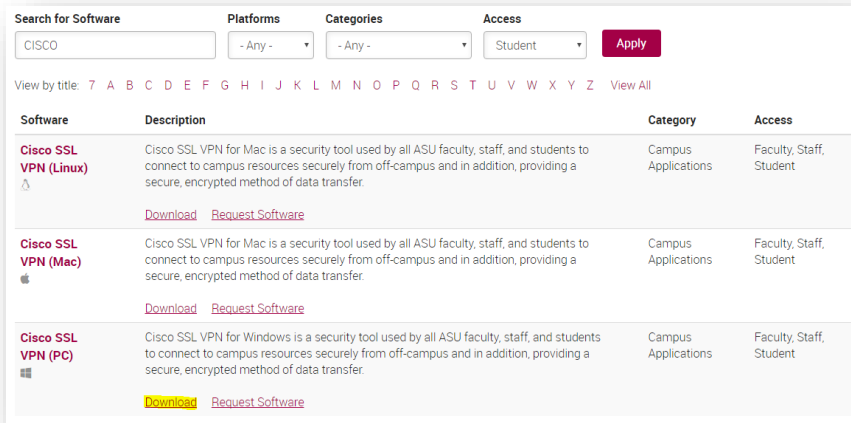 Search for Software Platforms Categories Access
CISCO - Any - - Any - Student Apply
View by title: 7 A B C D E F G H I J K L M N O P Q R S T U V W X Y Z View All
Software Description Category Access
Cisco SSL
VPN (Linux)
Cisco SSL VPN for Mac is a security tool used by all ASU faculty, staff, and students to
connect to campus resources securely from off-campus and in addition, providing a
secure, encrypted method of data transfer.
Download Request Software
Campus
Applications
Faculty, Staff,
Student
Cisco SSL
VPN (Mac)
Cisco SSL VPN for Mac is a security tool used by all ASU faculty, staff, and students to
connect to campus resources securely from off-campus and in addition, providing a
secure, encrypted method of data transfer.
Download Request Software
Campus
Applications
Faculty, Staff,
Student
Cisco SSL
VPN (PC)
Cisco SSL VPN for Windows is a security tool used by all ASU faculty, staff, and students
to connect to campus resources securely from off-campus and in addition, providing a
secure, encrypted method of data transfer.
Download Request Software
Campus
Applications
Faculty, Staff,
Student